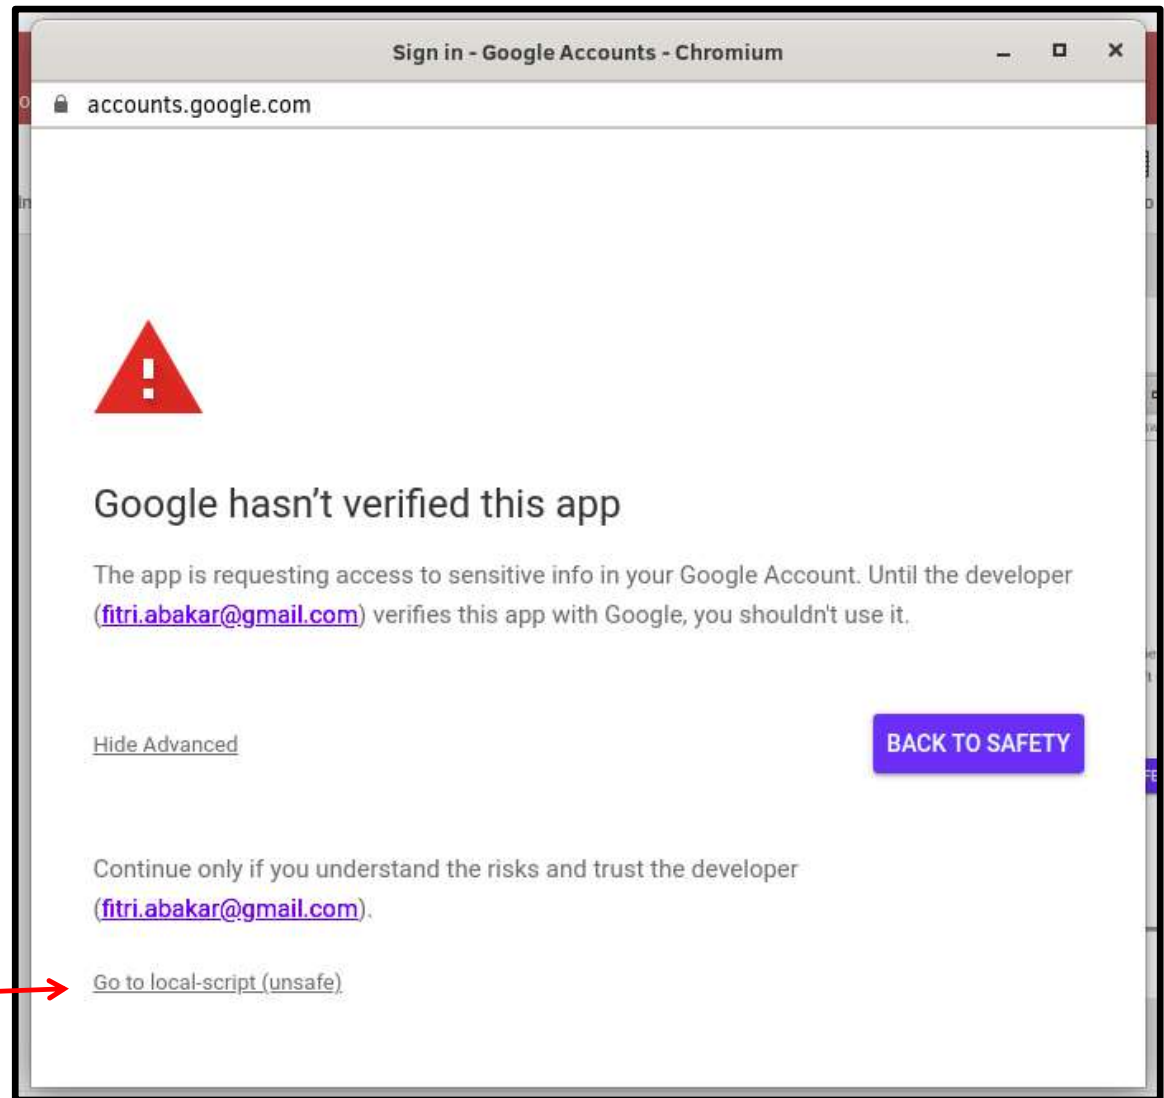 Sign in - Google Accounts - Chromium
accounts.google.com
Google hasn’t verified this app
The app is requesting access to sensitive info in your Google Account. Until the developer
(fitri.abakar@gmail.com) verifies this app with Google, you shouldn't use it.
Hide Advanced
BACK TO SAFETY
Continue only if you understand the risks and trust the developer
(fitri.abakar@gmail.com).
Go to local-script (unsafe)